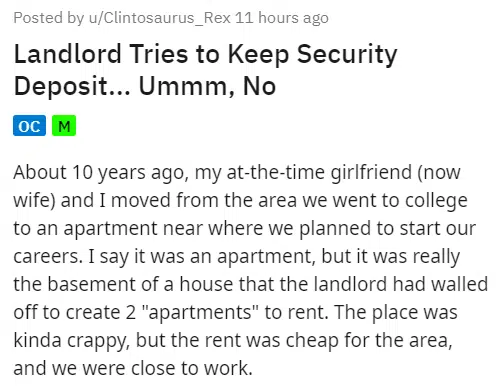 Posted by u/Clintosaurus_Rex 11 hours ago
Landlord Tries to Keep Security
Deposit... Ummm, No
OC M
About 10 years ago, my at-the-time girlfriend (now
wife) and I moved from the area we went to college
to an apartment near where we planned to start our
careers. I say it was an apartment, but it was really
the basement of a house that the landlord had walled
off to create 2 "apartments" to rent. The place was
kinda crappy, but the rent was cheap for the area,
and we were close to work.